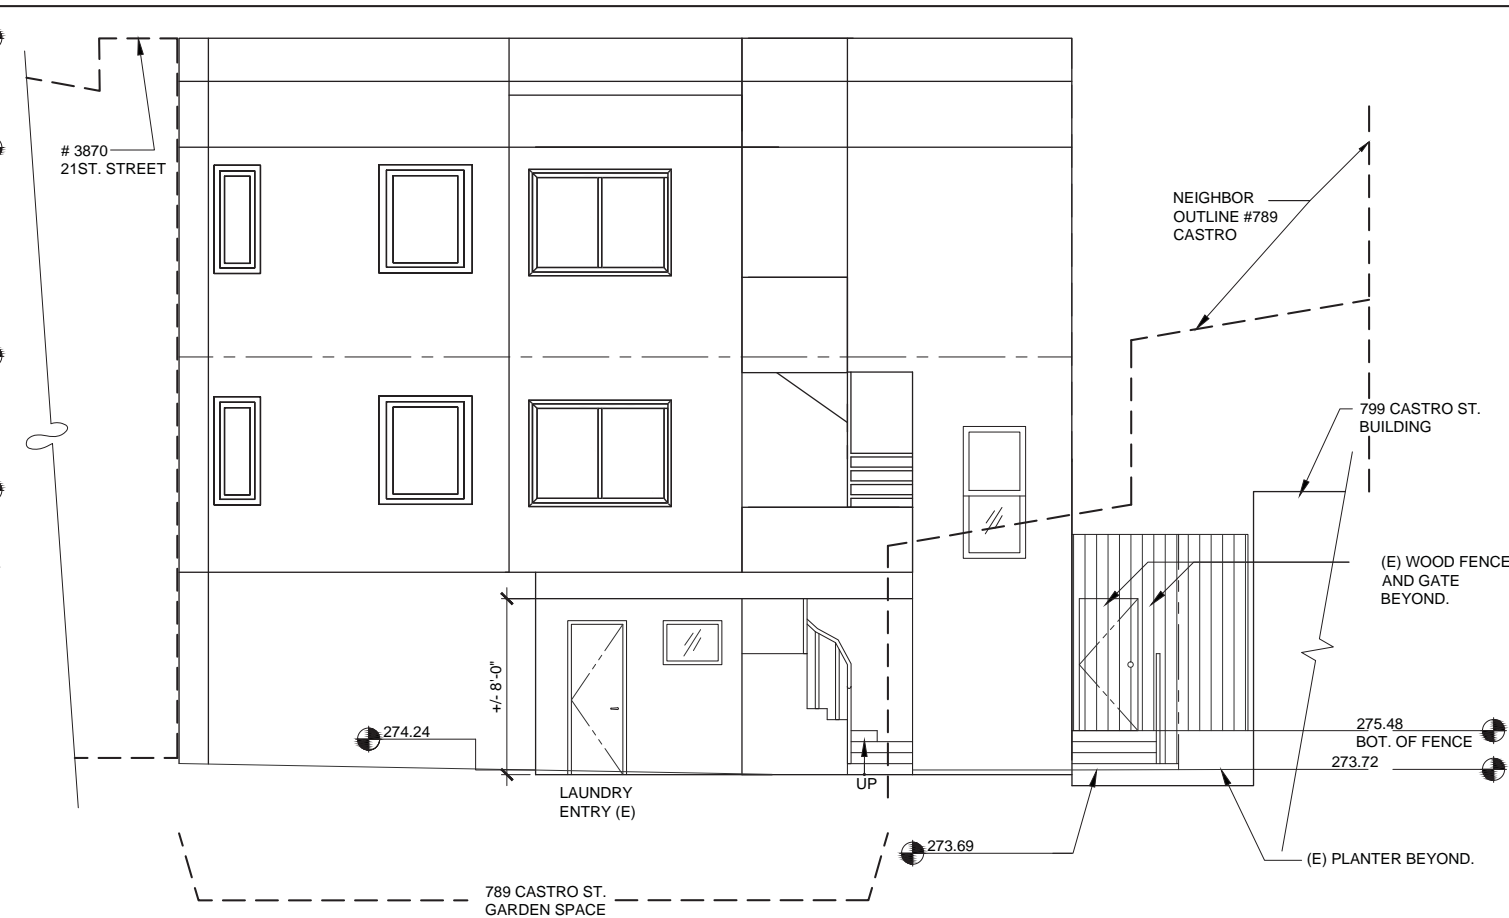 # 3870
21ST. STREET
NEIGHBOR
OUTLINE #789
CASTRO
799 CASTRO ST.
BUILDING
(E) WOOD FENCE
AND GATE
BEYOND.
+/- 8'-0"
274.24
275.48
BOT. OF FENCE
273.72
LAUNDRY
ENTRY (E)
UP
273.69
(E) PLANTER BEYOND.
789 CASTRO ST.
GARDEN SPACE